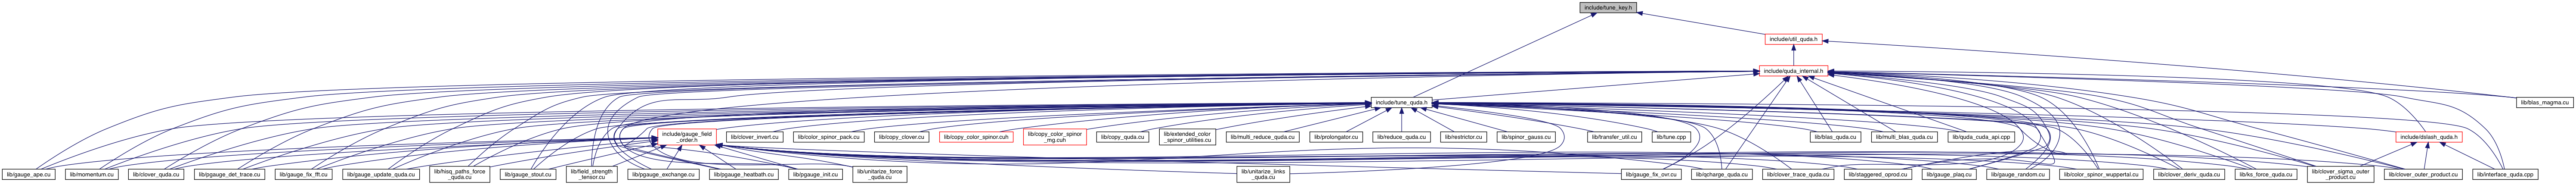 include/tune_key.h
include/util_quda.h
include/quda_internal.h
include/tune_quda.h
lib/blas_magma.cu
include/gauge_field
_order.h
lib/clover_invert.cu
lib/color_spinor_pack.cu
lib/copy_clover.cu
lib/copy_color_spinor.cuh
lib/copy_color_spinor
_mg.cuh
lib/copy_quda.cu
lib/extended_color
_spinor_utilities.cu
lib/multi_reduce_quda.cu
lib/prolongator.cu
lib/reduce_quda.cu
lib/restrictor.cu
lib/spinor_gauss.cu
lib/transfer_util.cu
lib/tune.cpp
lib/blas_quda.cu
lib/multi_blas_quda.cu
lib/quda_cuda_api.cpp
include/dslash_quda.h
lib/gauge_ape.cu
lib/momentum.cu
lib/clover_quda.cu
lib/pgauge_det_trace.cu
lib/gauge_fix_fft.cu
lib/gauge_update_quda.cu
lib/hisq_paths_force
_quda.cu
lib/gauge_stout.cu
lib/field_strength
_tensor.cu
lib/pgauge_exchange.cu
lib/pgauge_heatbath.cu
lib/pgauge_init.cu
lib/unitarize_force
_quda.cu
lib/unitarize_links
_quda.cu
lib/gauge_fix_ovr.cu
lib/qcharge_quda.cu
lib/clover_trace_quda.cu
lib/staggered_oprod.cu
lib/gauge_plaq.cu
lib/gauge_random.cu
lib/color_spinor_wuppertal.cu
lib/clover_deriv_quda.cu
lib/ks_force_quda.cu
lib/clover_sigma_outer
_product.cu
lib/clover_outer_product.cu
lib/interface_quda.cpp